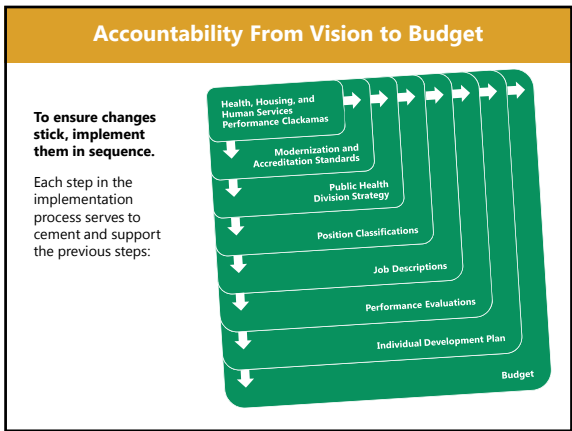 Accountability From Vision to Budget
To ensure changes
stick, implement
them in sequence.
Each step in the
implementation
process serves to
cement and support
the previous steps:
Health, Housing, and
Human Services
Performance Clackamas
Modernization and
Accreditation Standards
Public Health
Division Strategy
Position Classifications
Job Descriptions
Performance Evaluations
Individual Development Plan
Budget